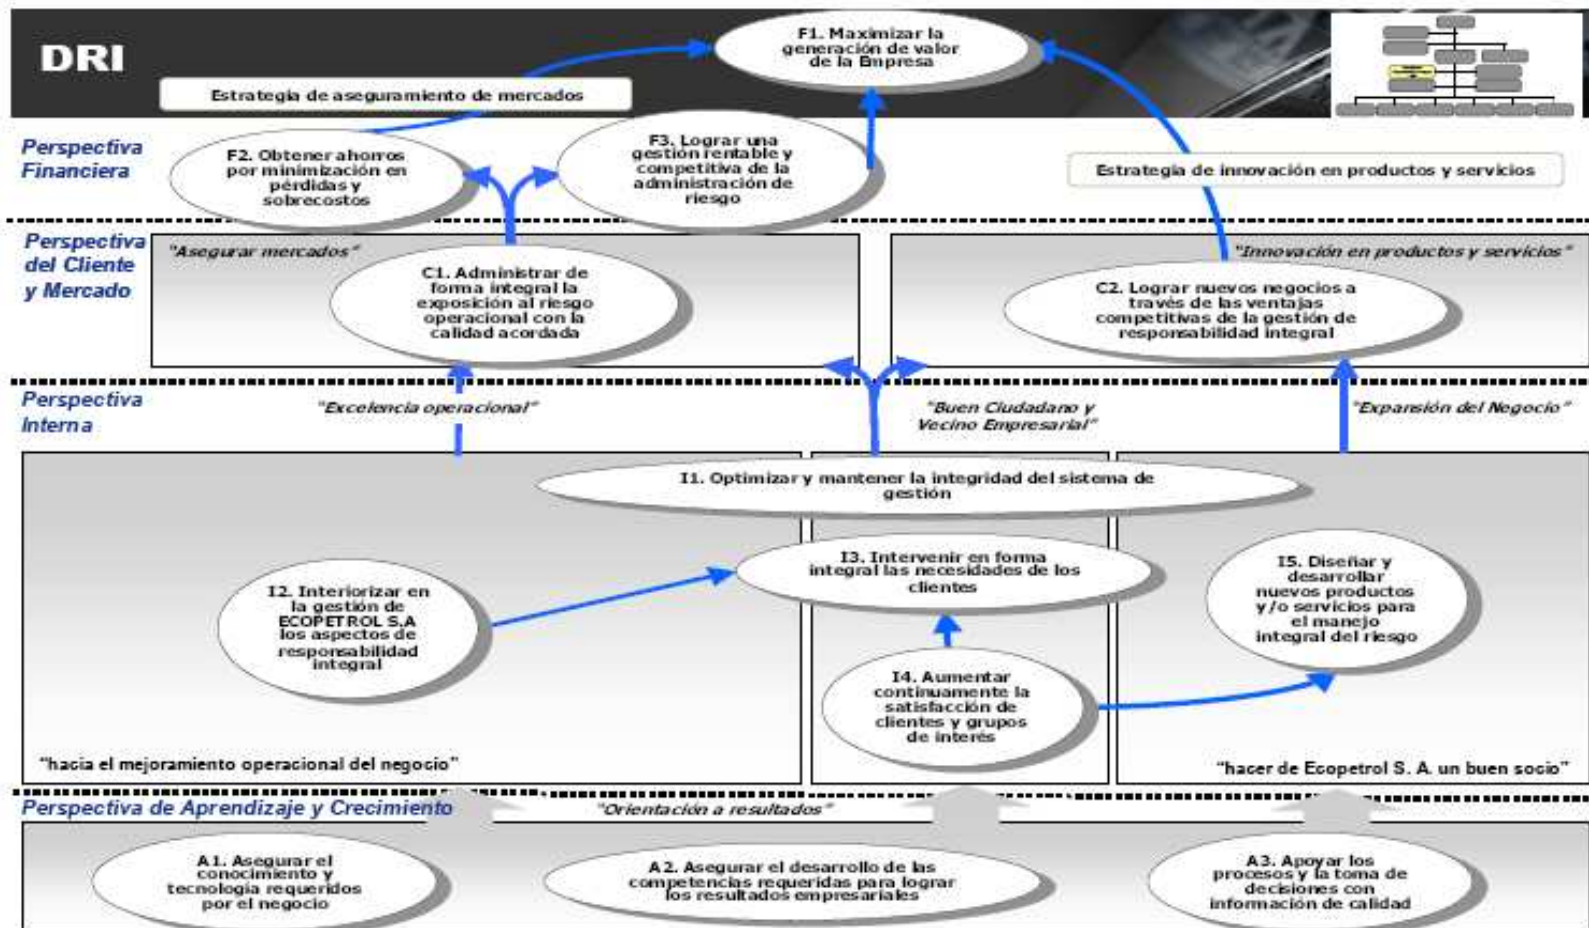 DRI
F1. Maximizar la
generación de valor
de la Empresa
Estrategia de aseguramiento de mercados
Perspectiva
Financiera
F2. Obtener ahorros
por minimización en
pérdidas y
sobrecostos
F3. Lograr una
gestión rentable y
competitiva de la
administración de
riesgo
Estrategia de innovación en productos y servicios
Perspectiva
del Cliente
y Mercado
"Asegurar mercados"
C1. Administrar de
forma integral la
exposición al riesgo
operacional con la
calidad acordada
"Innovación en productos y servicios"
C2. Lograr nuevos negocios a
través de las ventajas
competitivas de la gestión de
responsabilidad integral
Perspectiva
Interna
"Excelencia operacional"
"Buen Ciudadano y
Vecino Empresarial"
"Expansión del Negocio"
I1. Optimizar y mantener la integridad del sistema de
gestión
I2. Interiorizar en
la gestión de
ECOPETROL S.A
los aspectos de
responsabilidad
integral
I3. Intervenir en forma
integral las necesidades de los
clientes
I4. Aumentar
continuamente la
satisfacción de
clientes y grupos
de interés
I5. Diseñar y
desarrollar
nuevos productos
y/o servicios para
el manejo
integral del riesgo
"hacia el mejoramiento operacional del negocio"
"hacer de Ecopetrol S. A. un buen socio"
Perspectiva de Aprendizaje y Crecimiento
"Orientación a resultados"
A1. Asegurar el
conocimiento y
tecnología requeridos
por el negocio
A2. Asegurar el desarrollo de las
competencias requeridas para lograr
los resultados empresariales
A3. Apoyar los
procesos y la toma de
decisiones con
información de calidad